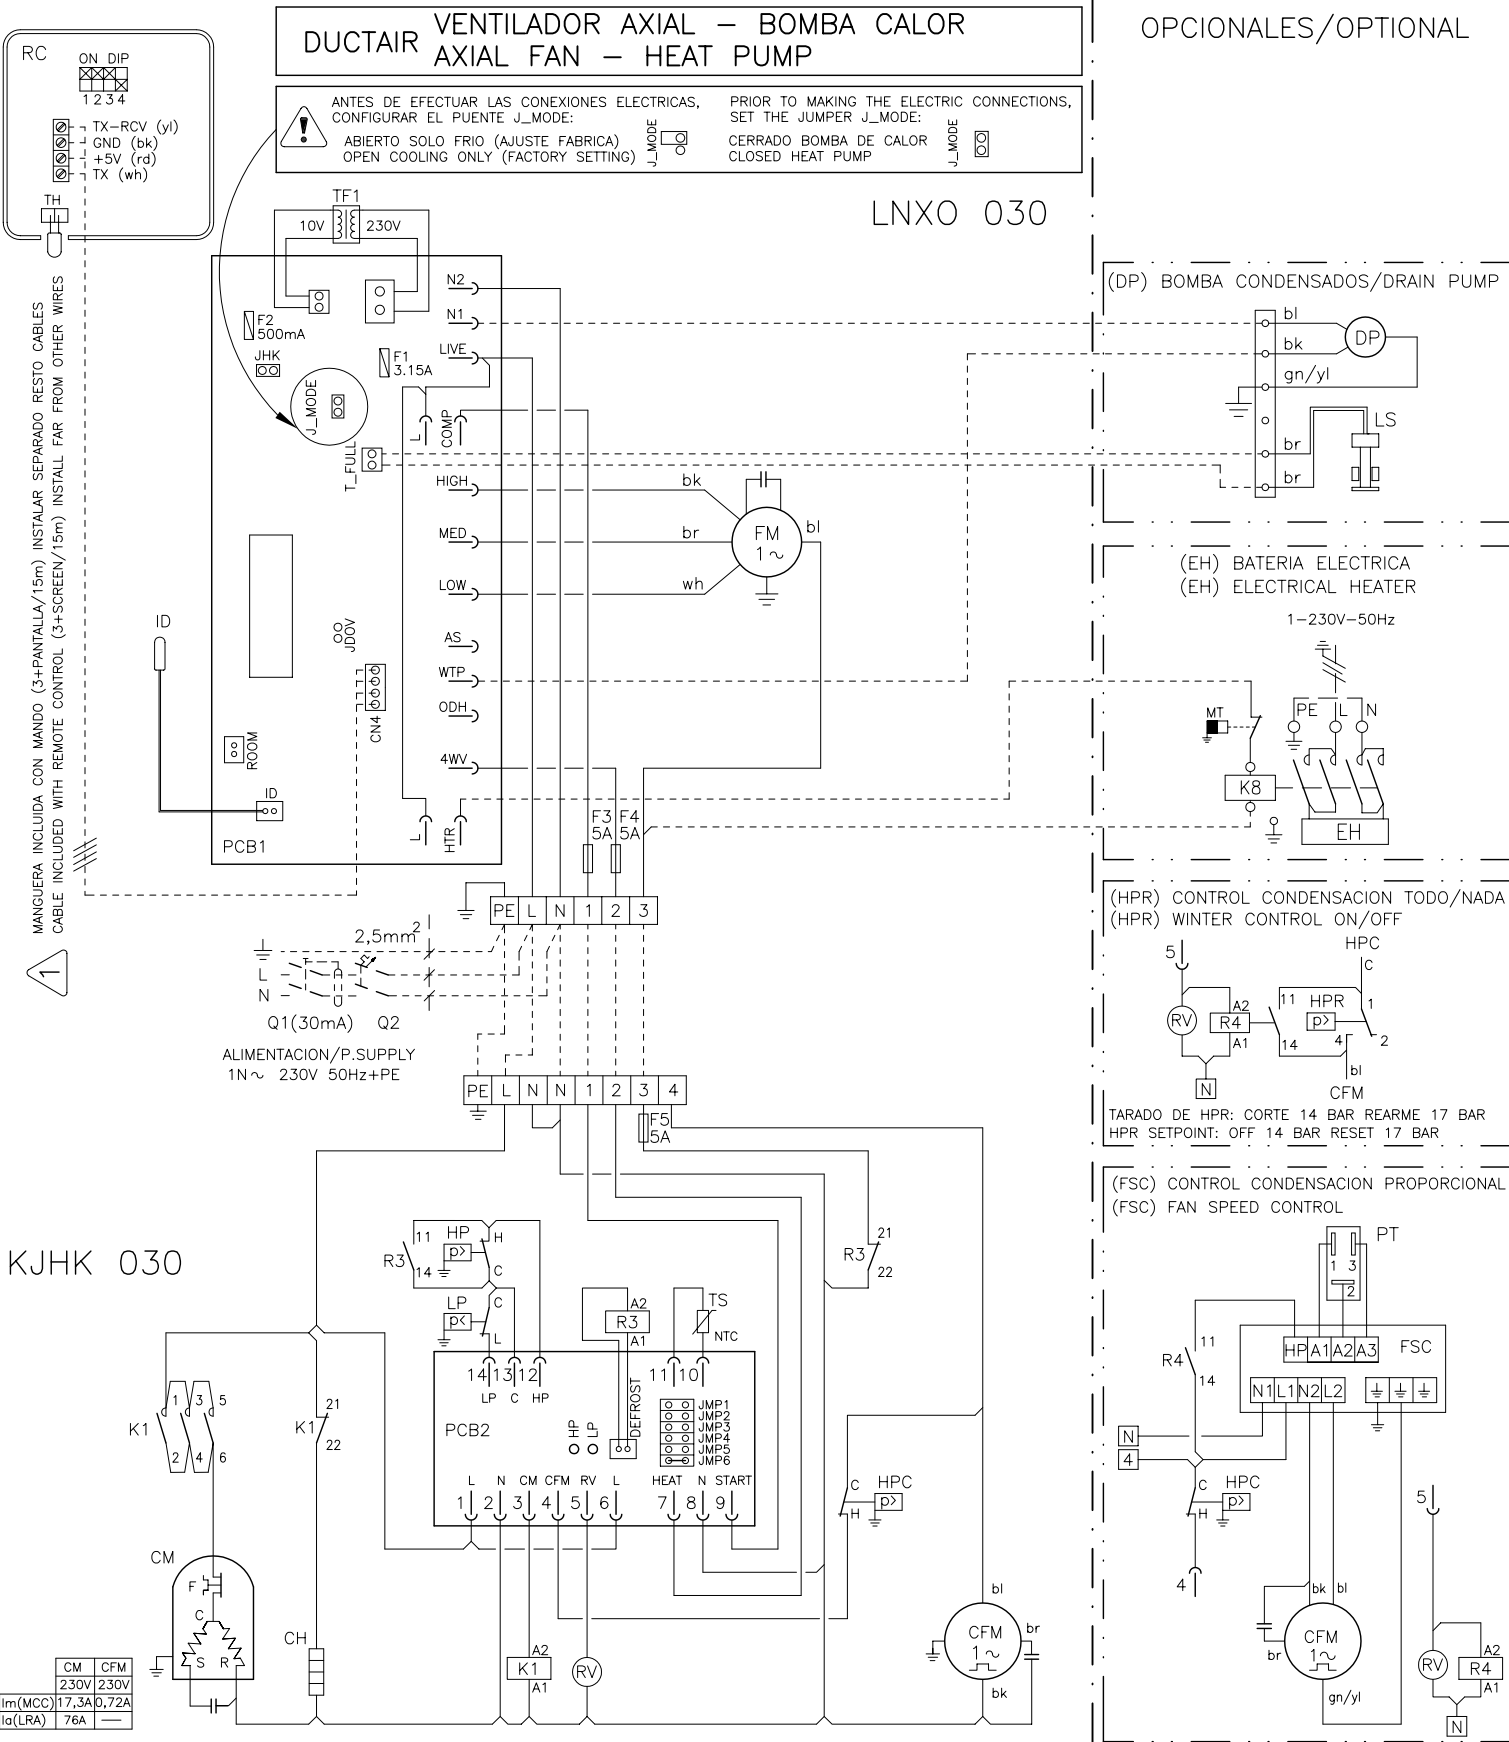 DUCTAIR
VENTILADOR AXIAL – BOMBA CALOR
AXIAL FAN – HEAT PUMP
OPCIONALES/OPTIONAL
ANTES DE EFECTUAR LAS CONEXIONES ELECTRICAS,
CONFIGURAR EL PUENTE J_MODE:
ABIERTO SOLO FRIO (AJUSTE FABRICA)
OPEN COOLING ONLY (FACTORY SETTING)
J_MODE
PRIOR TO MAKING THE ELECTRIC CONNECTIONS,
SET THE JUMPER J_MODE:
CERRADO BOMBA DE CALOR
CLOSED HEAT PUMP
J_MODE
RC
ON DIP
1234
TX–RCV (yl)
GND (bk)
+5V (rd)
TX (wh)
TH
MANGUERA INCLUIDA CON MANDO (3+PANTALLA/15m) INSTALAR SEPARADO RESTO CABLES
CABLE INCLUDED WITH REMOTE CONTROL (3+SCREEN/15m) INSTALL FAR FROM OTHER WIRES
1
LNXO 030
TF1
10V
230V
F2
500mA
JHK
F1
3.15A
J_MODE
T_FULL
N2
N1
LIVE
L
COMP
HIGH
MED
LOW
AS
WTP
ODH
4WV
L
HTR
JDOV
CN4
ROOM
ID
PCB1
ID
bk
br
wh
bl
FM
1~
F3
5A
F4
5A
PE L N 1 2 3
2,5mm2
L
N
Q1(30mA)
Q2
ALIMENTACION/P.SUPPLY
1N~ 230V 50Hz+PE
PE L N N 1 2 3 4
F5
5A
KJHK 030
R3
11
14
HP
p>
H
C
LP
p<
C
L
A2
R3
A1
TS
NTC
R3
21
22
14 13 12
LP C HP
11 10
PCB2
HP
LP
DEFROST
JMP1
JMP2
JMP3
JMP4
JMP5
JMP6
L N CM CFM RV L HEAT N START
1 2 3 4 5 6 7 8 9
K1
1 3 5
2 4 6
K1
21
22
C
H
HPC
p>
CM
F
C
S R
CH
A2
K1
A1
RV
bl
CFM
1~
br
bk
CM CFM
230V 230V
Im(MCC) 17,3A 0,72A
Ia(LRA) 76A —
(DP) BOMBA CONDENSADOS/DRAIN PUMP
bl
bk
gn/yl
DP
br
br
LS
(EH) BATERIA ELECTRICA
(EH) ELECTRICAL HEATER
1–230V–50Hz
MT
PE L N
K8
EH
(HPR) CONTROL CONDENSACION TODO/NADA
(HPR) WINTER CONTROL ON/OFF
5
HPC
C
RV
A2
R4
A1
11
14
HPR
p>
1
4
2
bl
N
CFM
TARADO DE HPR: CORTE 14 BAR REARME 17 BAR
HPR SETPOINT: OFF 14 BAR RESET 17 BAR
(FSC) CONTROL CONDENSACION PROPORCIONAL
(FSC) FAN SPEED CONTROL
PT
1 3
2
R4
11
14
HP A1 A2 A3
FSC
N1 L1 N2 L2
N
4
C
H
HPC
p>
4
5
bk
bl
CFM
1~
br
gn/yl
RV
A2
R4
A1
N